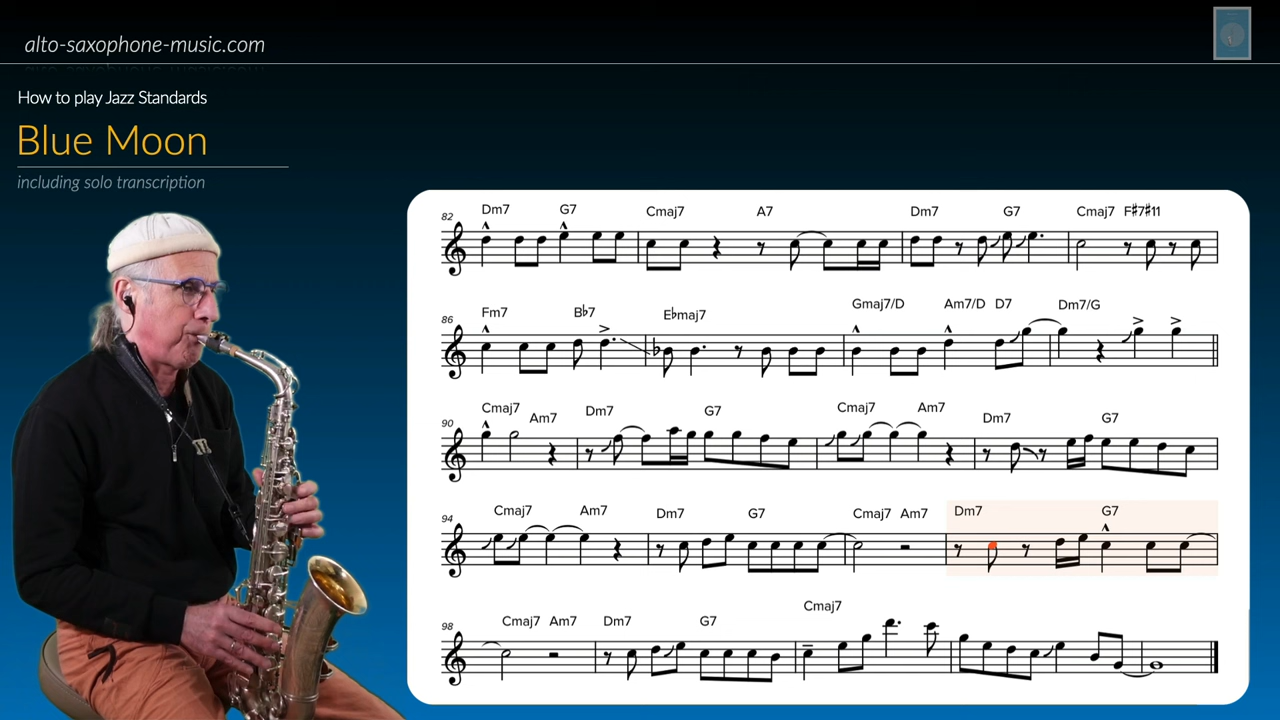 alto-saxophone-music.com
How to play Jazz Standards
Blue Moon
including solo transcription
82 Dm7 G7 Cmaj7 A7 Dm7 G7 Cmaj7 F♯7♯11
86 Fm7 B♭7 E♭maj7 Gmaj7/D Am7/D D7 Dm7/G
90 Cmaj7 Am7 Dm7 G7 Cmaj7 Am7 Dm7 G7
94 Cmaj7 Am7 Dm7 G7 Cmaj7 Am7 Dm7 G7
98 Cmaj7 Am7 Dm7 G7 Cmaj7